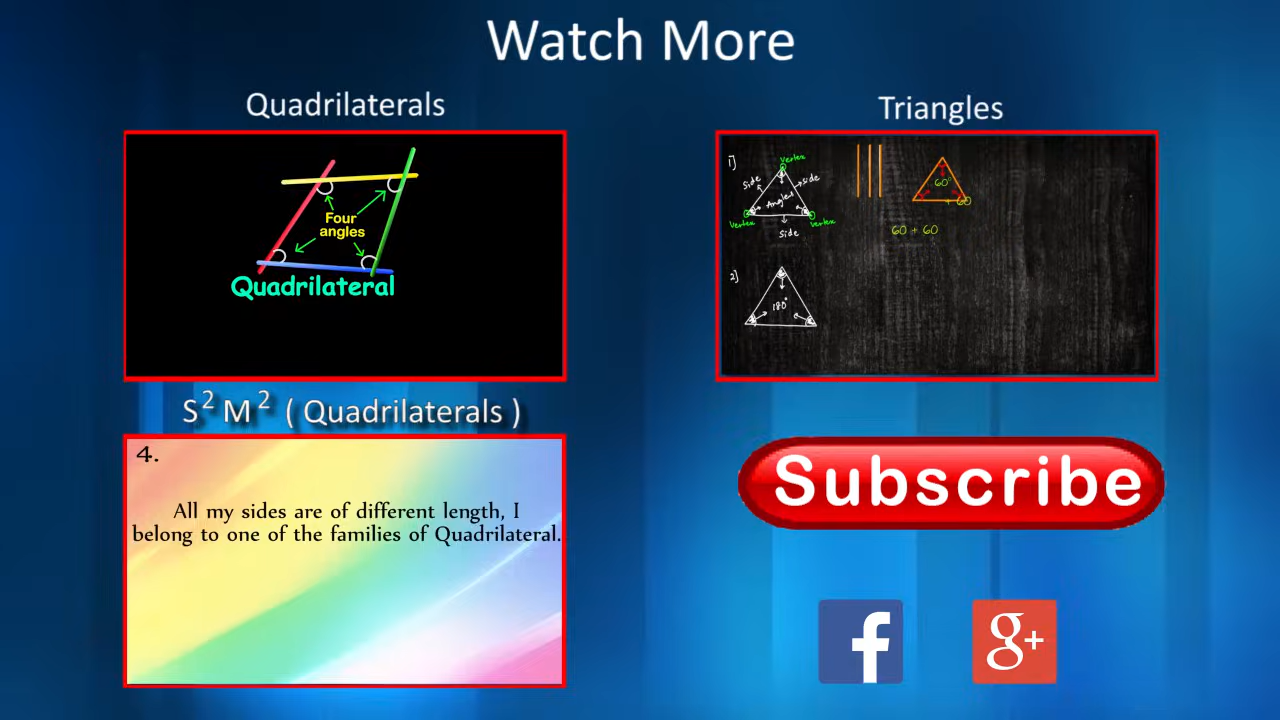 Watch More
Quadrilaterals
Four
angles
Quadrilateral
Triangles
1)
Vertex
Side
Side
Angles
Vertex
Vertex
Side
60°
+ 60
60 + 60
2)
180°
S² M² ( Quadrilaterals )
4.
All my sides are of different length, I
belong to one of the families of Quadrilateral.
Subscribe
f
g+